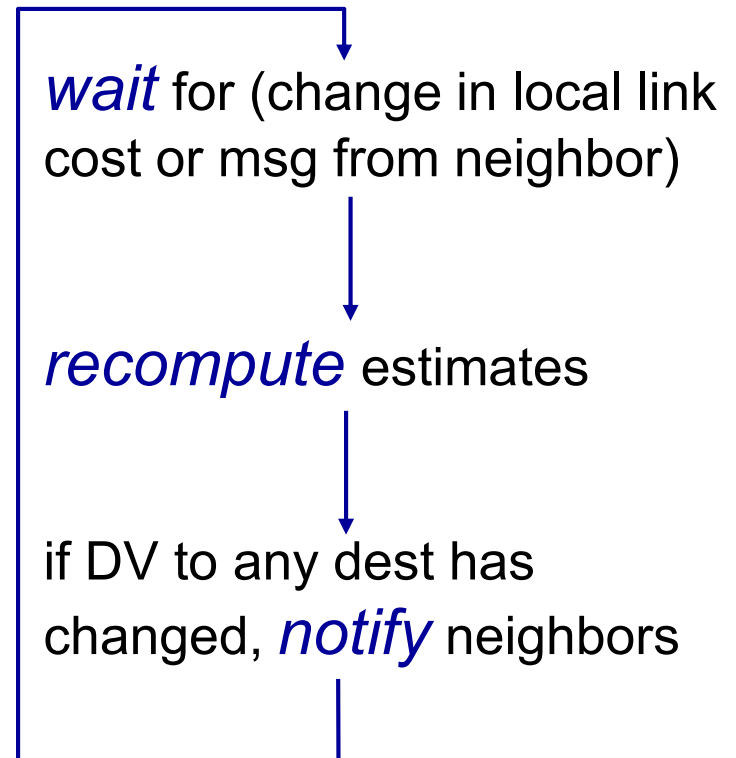 wait for (change in local link
cost or msg from neighbor)
recompute estimates
if DV to any dest has
changed, notify neighbors